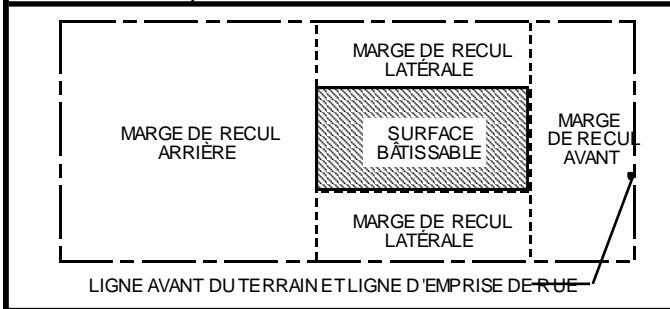 MARGE DE RECUL
LATÉRALE
MARGE DE RECUL
ARRIÈRE
SURFACE
BÂTISSABLE
MARGE
DE RECUL
AVANT
MARGE DE RECUL
LATÉRALE
LIGNE AVANT DU TERRAIN ET LIGNE D'EMPRISE DE RUE